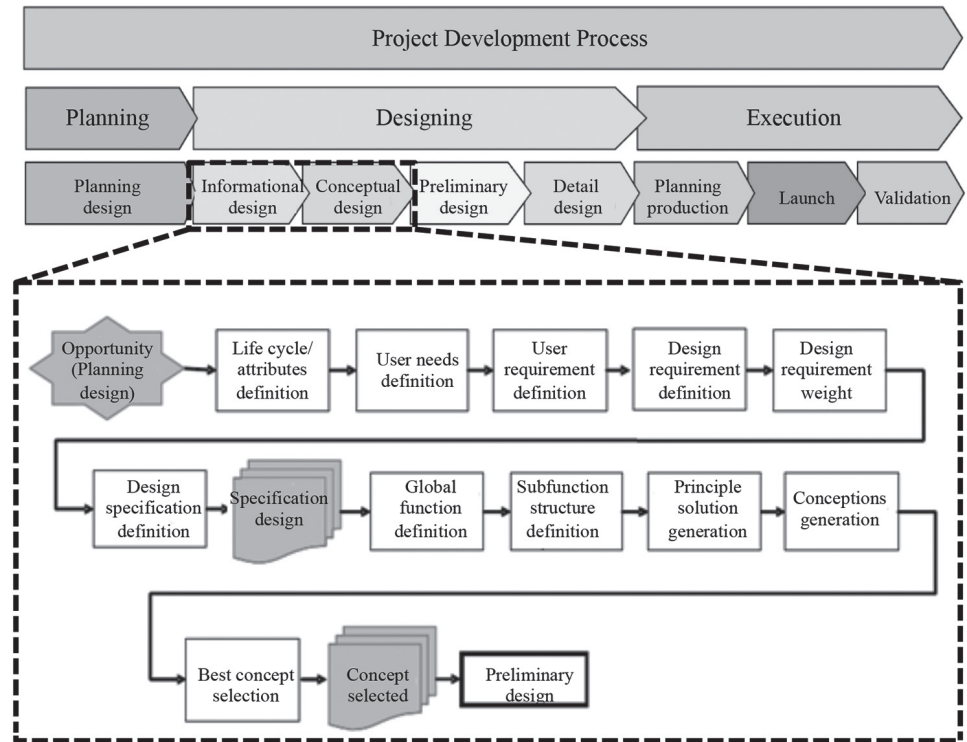 Project Development Process
Planning
Designing
Execution
Planning
design
Informational
design
Conceptual
design
Preliminary
design
Detail
design
Planning
production
Launch
Validation
Opportunity
(Planning
design)
Life cycle/
attributes
definition
User needs
definition
User
requirement
definition
Design
requirement
definition
Design
requirement
weight
Design
specification
definition
Specification
design
Global
function
definition
Subfunction
structure
definition
Principle
solution
generation
Conceptions
generation
Best concept
selection
Concept
selected
Preliminary
design